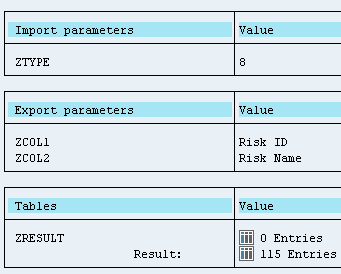 Import parameters Value
ZTYPE 8
Export parameters Value
ZCOL1 Risk ID
ZCOL2 Risk Name
Tables Value
ZRESULT 0 Entries
Result: 115 Entries